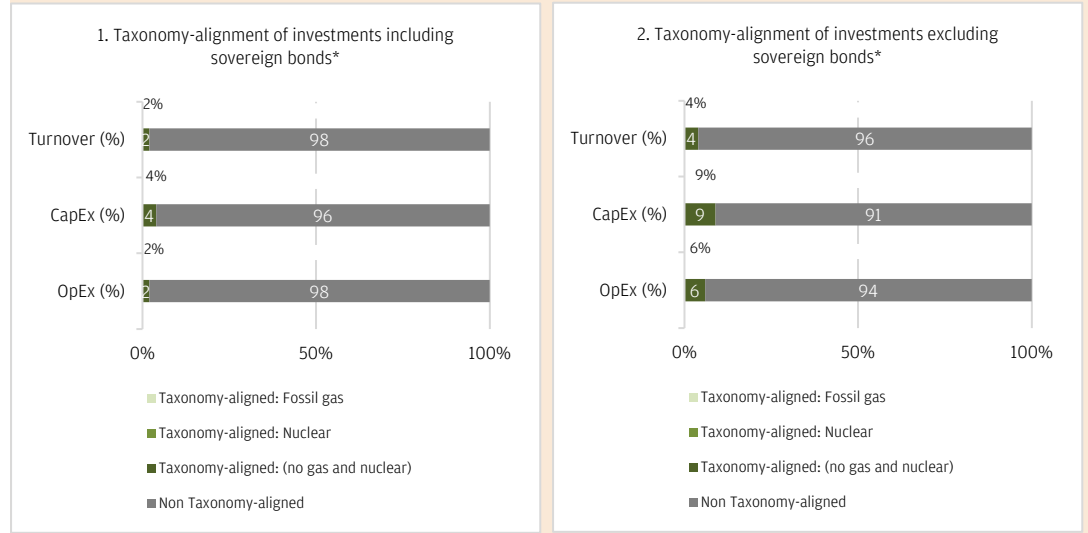 1. Taxonomy-alignment of investments including
sovereign bonds*
2%
Turnover (%)
2
98
4%
CapEx (%)
4
96
2%
OpEx (%)
2
98
0%
50%
100%
Taxonomy-aligned: Fossil gas
Taxonomy-aligned: Nuclear
Taxonomy-aligned: (no gas and nuclear)
Non Taxonomy-aligned
2. Taxonomy-alignment of investments excluding
sovereign bonds*
4%
Turnover (%)
4
96
9%
CapEx (%)
9
91
6%
OpEx (%)
6
94
0%
50%
100%
Taxonomy-aligned: Fossil gas
Taxonomy-aligned: Nuclear
Taxonomy-aligned: (no gas and nuclear)
Non Taxonomy-aligned